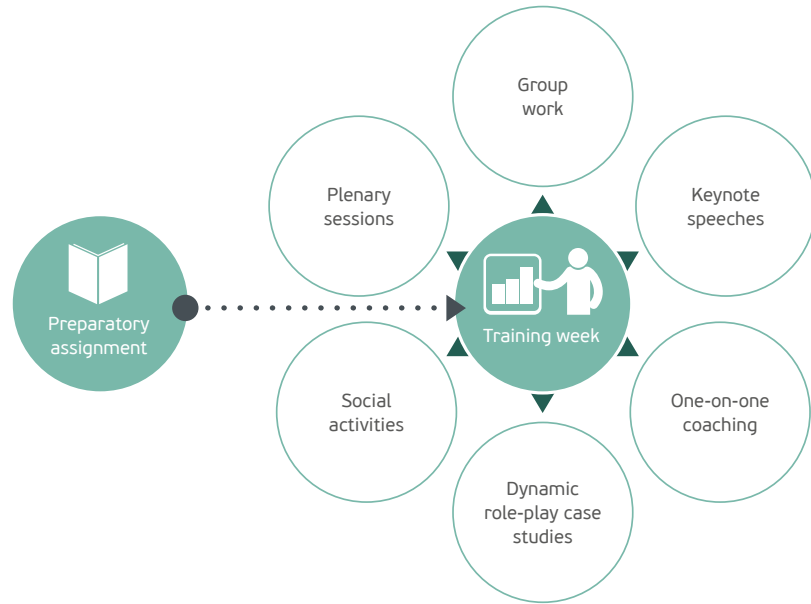 Group
work
Plenary
sessions
Keynote
speeches
Preparatory
assignment
Training week
Social
activities
One-on-one
coaching
Dynamic
role-play case
studies